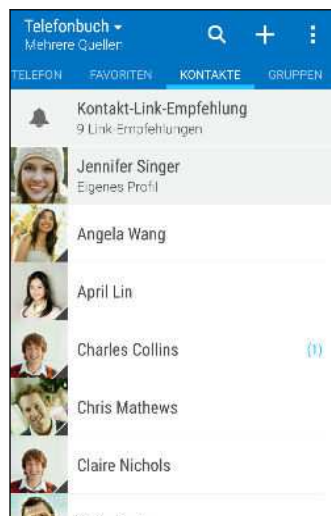 Telefonbuch
Mehrere Quellen
TELEFON FAVORITEN KONTAKTE GRUPPEN
Kontakt-Link-Empfehlung
9 Link-Empfehlungen
Jennifer Singer
Eigenes Profil
Angela Wang
April Lin
Charles Collins (1)
Chris Mathews
Claire Nichols